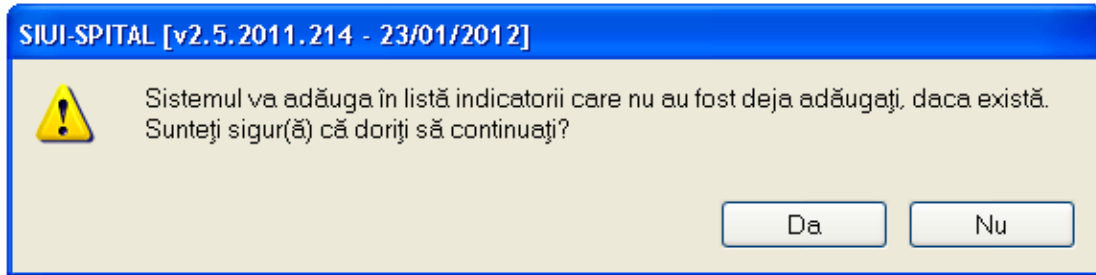 SIUI-SPITAL [v2.5.2011.214 - 23/01/2012]
Sistemul va adăuga în listă indicatorii care nu au fost deja adăugaţi, daca există.
Sunteţi sigur(ă) că doriţi să continuaţi?
Da
Nu